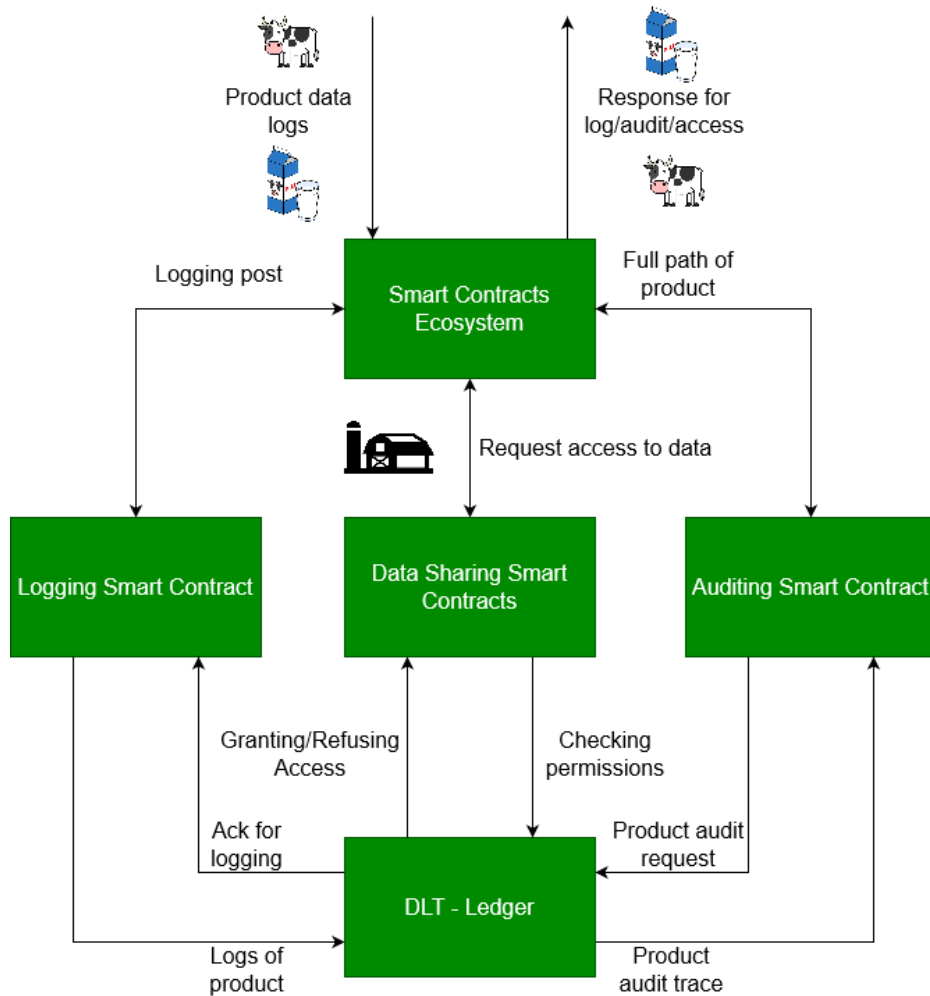 Product data
logs
Response for
log/audit/access
Logging post
Full path of
product
Smart Contracts
Ecosystem
Request access to data
Logging Smart Contract
Data Sharing Smart
Contracts
Auditing Smart Contract
Granting/Refusing
Access
Checking
permissions
Ack for
logging
Product audit
request
DLT - Ledger
Logs of
product
Product
audit trace